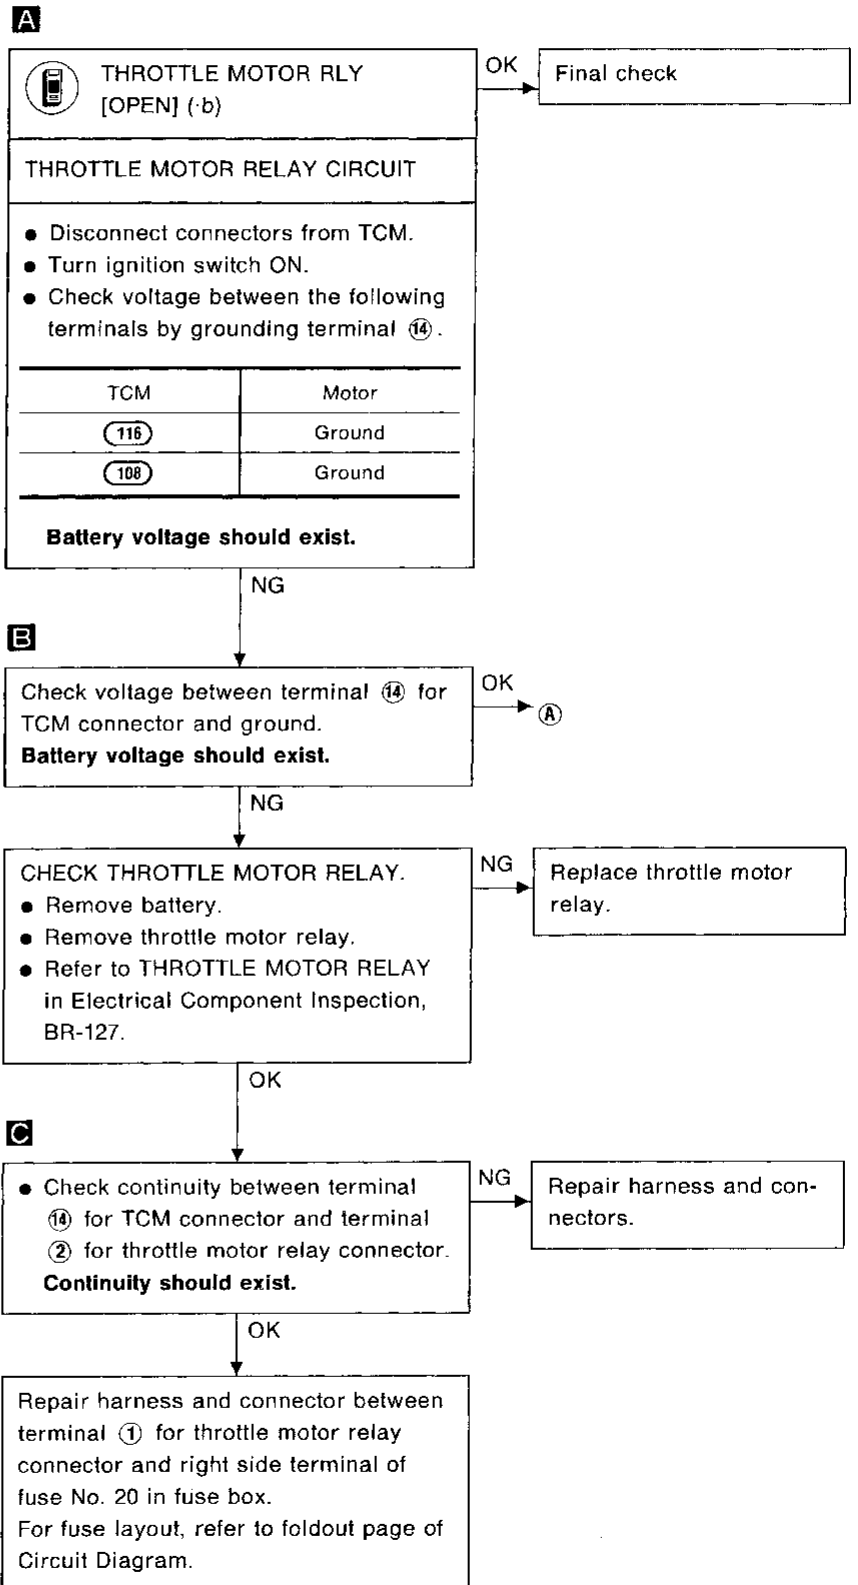 A
THROTTLE MOTOR RLY
[OPEN] (·b)
OK
Final check
THROTTLE MOTOR RELAY CIRCUIT
● Disconnect connectors from TCM.
● Turn ignition switch ON.
● Check voltage between the following
terminals by grounding terminal ⑭.
TCM Motor
116 Ground
108 Ground
Battery voltage should exist.
NG
B
Check voltage between terminal ⑭ for
TCM connector and ground.
Battery voltage should exist.
OK
Ⓐ
NG
CHECK THROTTLE MOTOR RELAY.
● Remove battery.
● Remove throttle motor relay.
● Refer to THROTTLE MOTOR RELAY
in Electrical Component Inspection,
BR-127.
NG
Replace throttle motor
relay.
OK
C
● Check continuity between terminal
⑭ for TCM connector and terminal
② for throttle motor relay connector.
Continuity should exist.
NG
Repair harness and con-
nectors.
OK
Repair harness and connector between
terminal ① for throttle motor relay
connector and right side terminal of
fuse No. 20 in fuse box.
For fuse layout, refer to foldout page of
Circuit Diagram.